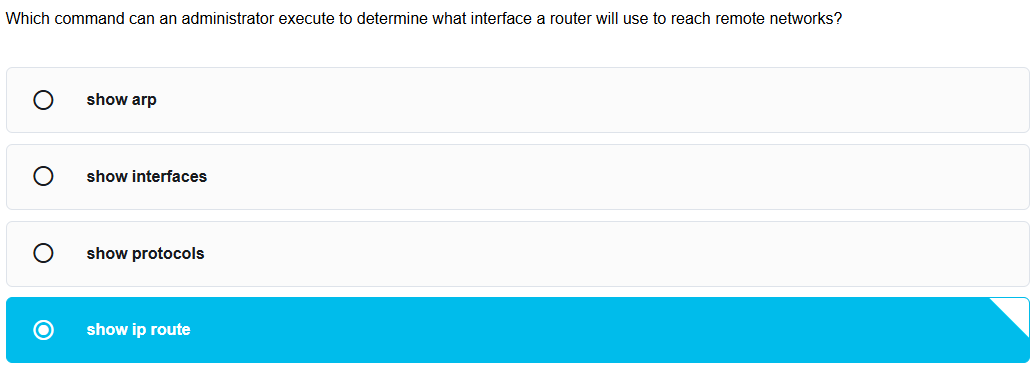 Which command can an administrator execute to determine what interface a router will use to reach remote networks?
show arp
show interfaces
show protocols
show ip route